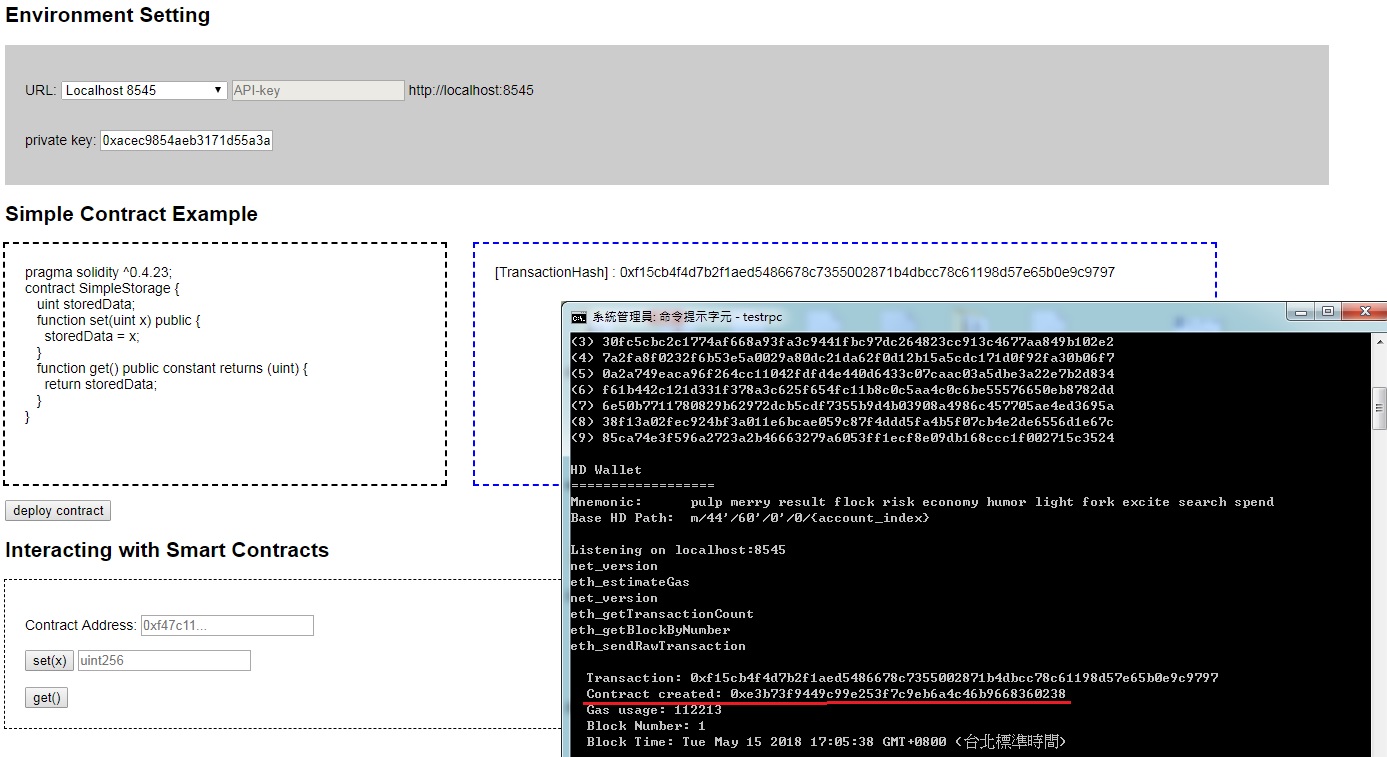 Environment Setting
URL: Localhost 8545 API-key http://localhost:8545
private key: 0xacec9854aeb3171d55a3a
Simple Contract Example
pragma solidity ^0.4.23;
contract SimpleStorage {
uint storedData;
function set(uint x) public {
storedData = x;
}
function get() public constant returns (uint) {
return storedData;
}
}
[TransactionHash] : 0xf15cb4f4d7b2f1aed5486678c7355002871b4dbcc78c61198d57e65b0e9c9797
deploy contract
Interacting with Smart Contracts
Contract Address: 0xf47c11...
set(x) uint256
get()
系統管理員: 命令提示字元 - testrpc
(3) 30fc5cbc2c1774af668a93fa3c9441fbc97dc264823cc913c4677aa849b102e2
(4) 7a2fa8f0232f6b53e5a0029a80dc21da62f0d12b15a5cdc171d0f92fa30b06f7
(5) 0a2a749eaca96f264cc11042fdfd4e440d6433c07caac03a5dbe3a22e7b2d834
(6) f61b442c121d331f378a3c625f654fc11b8c0c5aa4c0c6be55576650eb8782dd
(7) 6e50b7711780829b62972dcb5cdf7355b9d4b03908a4986c457705ae4ed3695a
(8) 38f13a02fec924bf3a011e6bcae059c87f4ddd5fa4b5f07cb4e2de6556d1e67c
(9) 85ca74e3f596a2723a2b46663279a6053ff1ecf8e09db168ccc1f002715c3524
HD Wallet
==================
Mnemonic: pulp merry result flock risk economy humor light fork excite search spend
Base HD Path: m/44'/60'/0'/0/{account_index}
Listening on localhost:8545
net_version
eth_estimateGas
net_version
eth_getTransactionCount
eth_getBlockByNumber
eth_sendRawTransaction
Transaction: 0xf15cb4f4d7b2f1aed5486678c7355002871b4dbcc78c61198d57e65b0e9c9797
Contract created: 0xe3b73f9449c99e253f7c9eb6a4c46b9668360238
Gas usage: 112213
Block Number: 1
Block Time: Tue May 15 2018 17:05:38 GMT+0800 (台北標準時間)